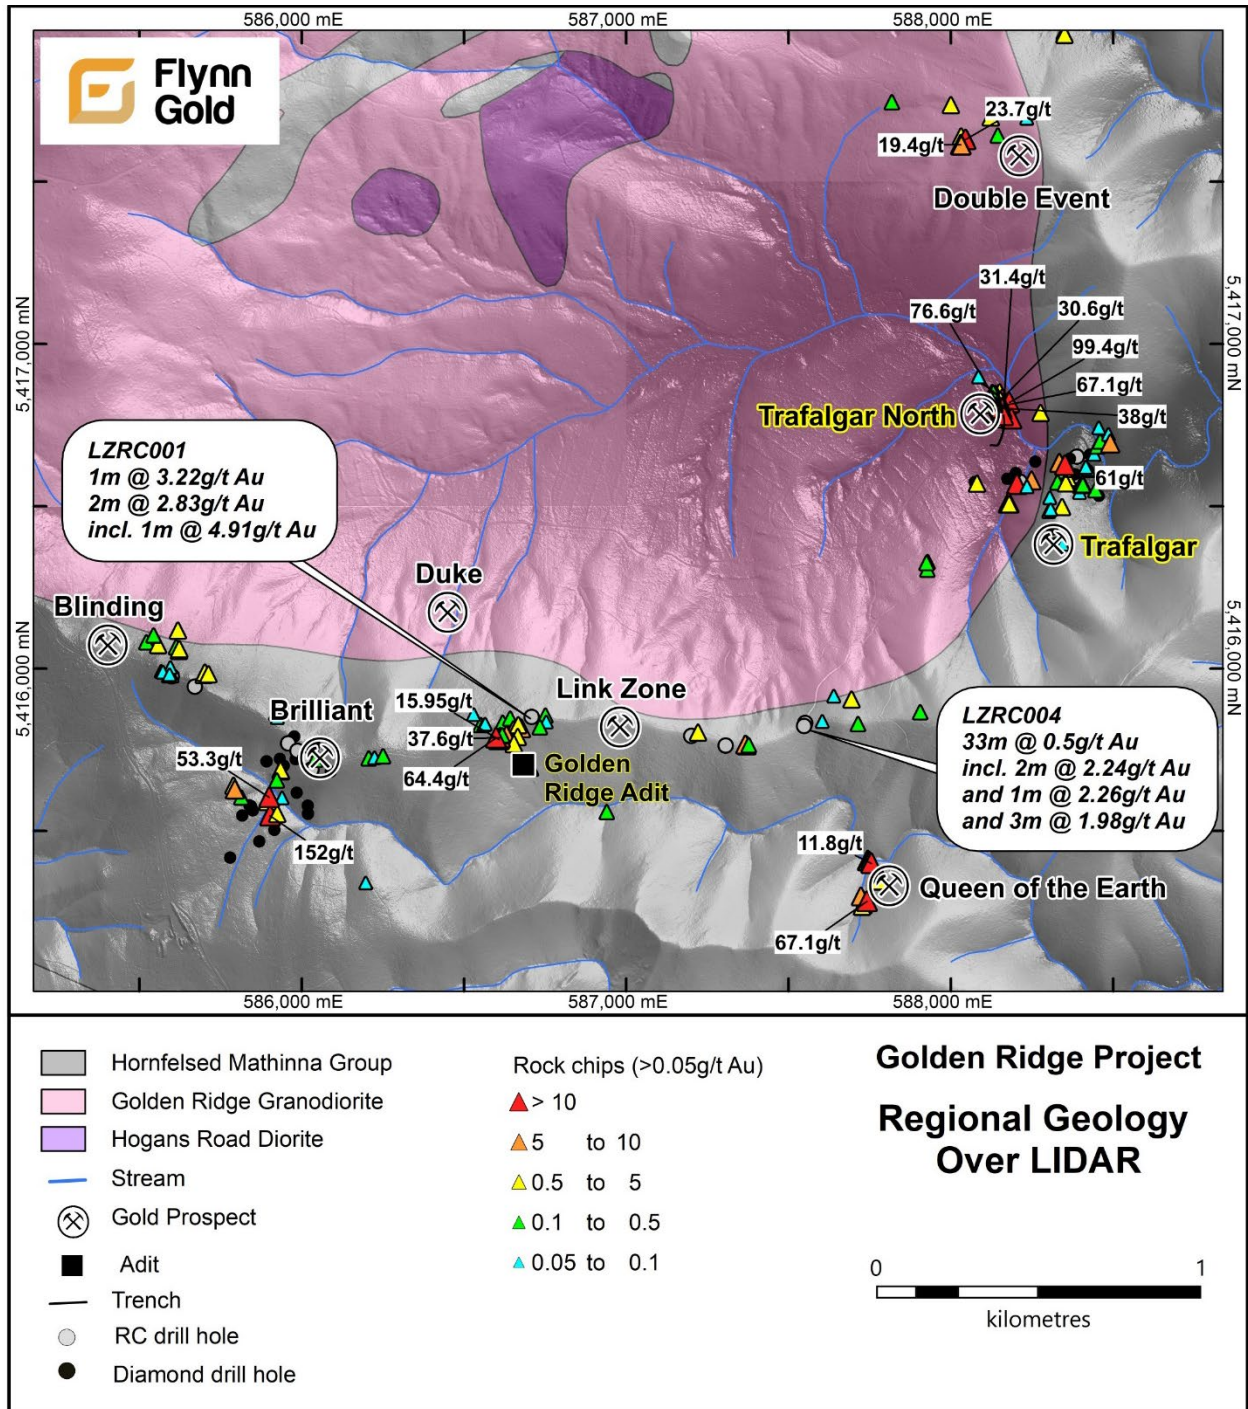 586,000 mE
587,000 mE
588,000 mE
Flynn
Gold
23.7g/t
19.4g/t
Double Event
31.4g/t
76.6g/t
30.6g/t
99.4g/t
67.1g/t
38g/t
Trafalgar North
61g/t
Trafalgar
5,417,000 mN
5,417,000 mN
LZRC001
1m @ 3.22g/t Au
2m @ 2.83g/t Au
incl. 1m @ 4.91g/t Au
Duke
Blinding
5,416,000 mN
5,416,000 mN
Link Zone
Brilliant
15.95g/t
37.6g/t
64.4g/t
53.3g/t
152g/t
Golden
Ridge Adit
LZRC004
33m @ 0.5g/t Au
incl. 2m @ 2.24g/t Au
and 1m @ 2.26g/t Au
and 3m @ 1.98g/t Au
11.8g/t
Queen of the Earth
67.1g/t
586,000 mE
587,000 mE
588,000 mE
Hornfelsed Mathinna Group
Golden Ridge Granodiorite
Hogans Road Diorite
Stream
Gold Prospect
Adit
Trench
RC drill hole
Diamond drill hole
Rock chips (>0.05g/t Au)
> 10
5 to 10
0.5 to 5
0.1 to 0.5
0.05 to 0.1
Golden Ridge Project
Regional Geology
Over LIDAR
0 1
kilometres